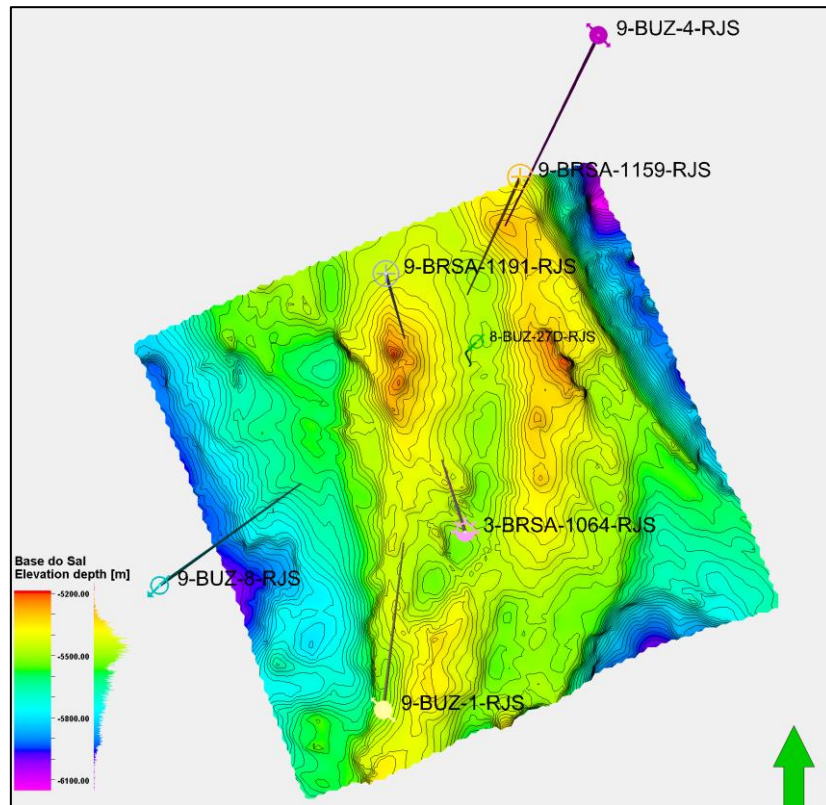 9-BUZ-4-RJS
9-BRSA-1159-RJS
9-BRSA-1191-RJS
8-BUZ-27D-RJS
3-BRSA-1064-RJS
Base do Sal
Elevation depth [m]
9-BUZ-8-RJS
-5200.00
-5500.00
-5800.00
-6100.00
9-BUZ-1-RJS